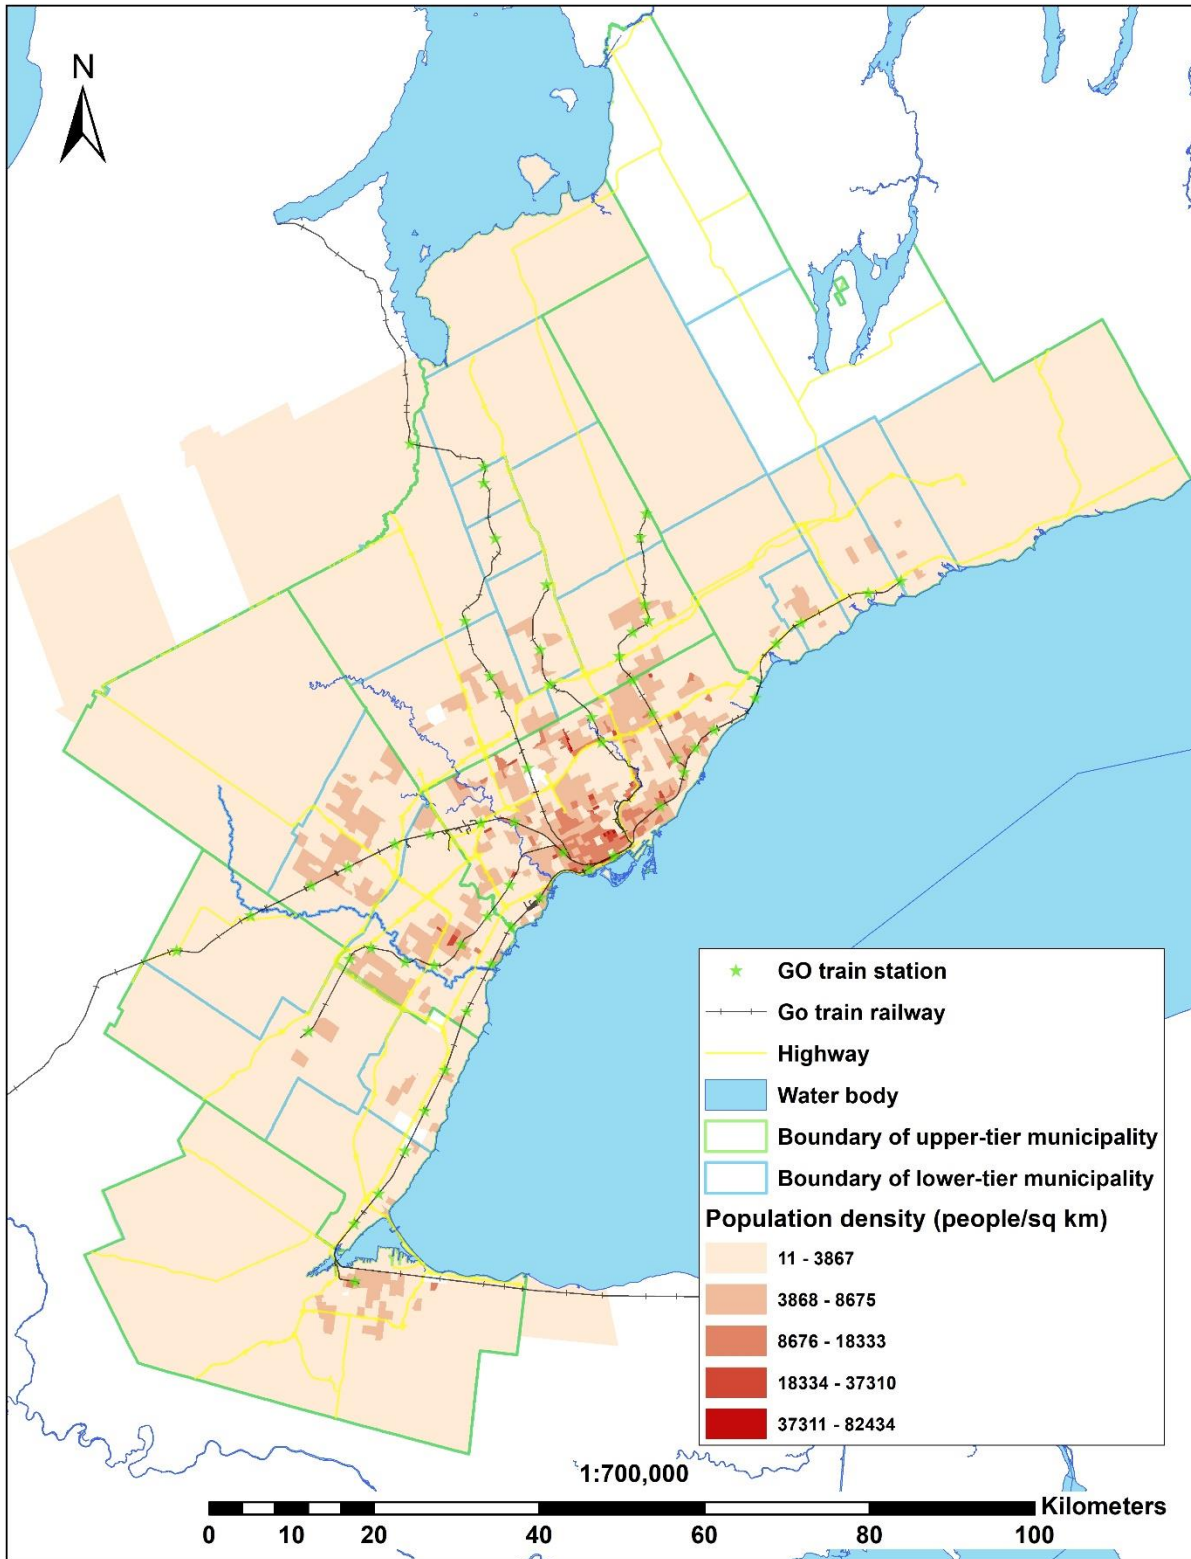 N
GO train station
Go train railway
Highway
Water body
Boundary of upper-tier municipality
Boundary of lower-tier municipality
Population density (people/sq km)
11 - 3867
3868 - 8675
8676 - 18333
18334 - 37310
37311 - 82434
1:700,000
Kilometers
0 10 20 40 60 80 100